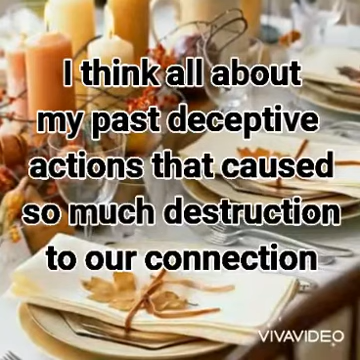 I think all about
my past deceptive
actions that caused
so much destruction
to our connection
VIVAVIDEO